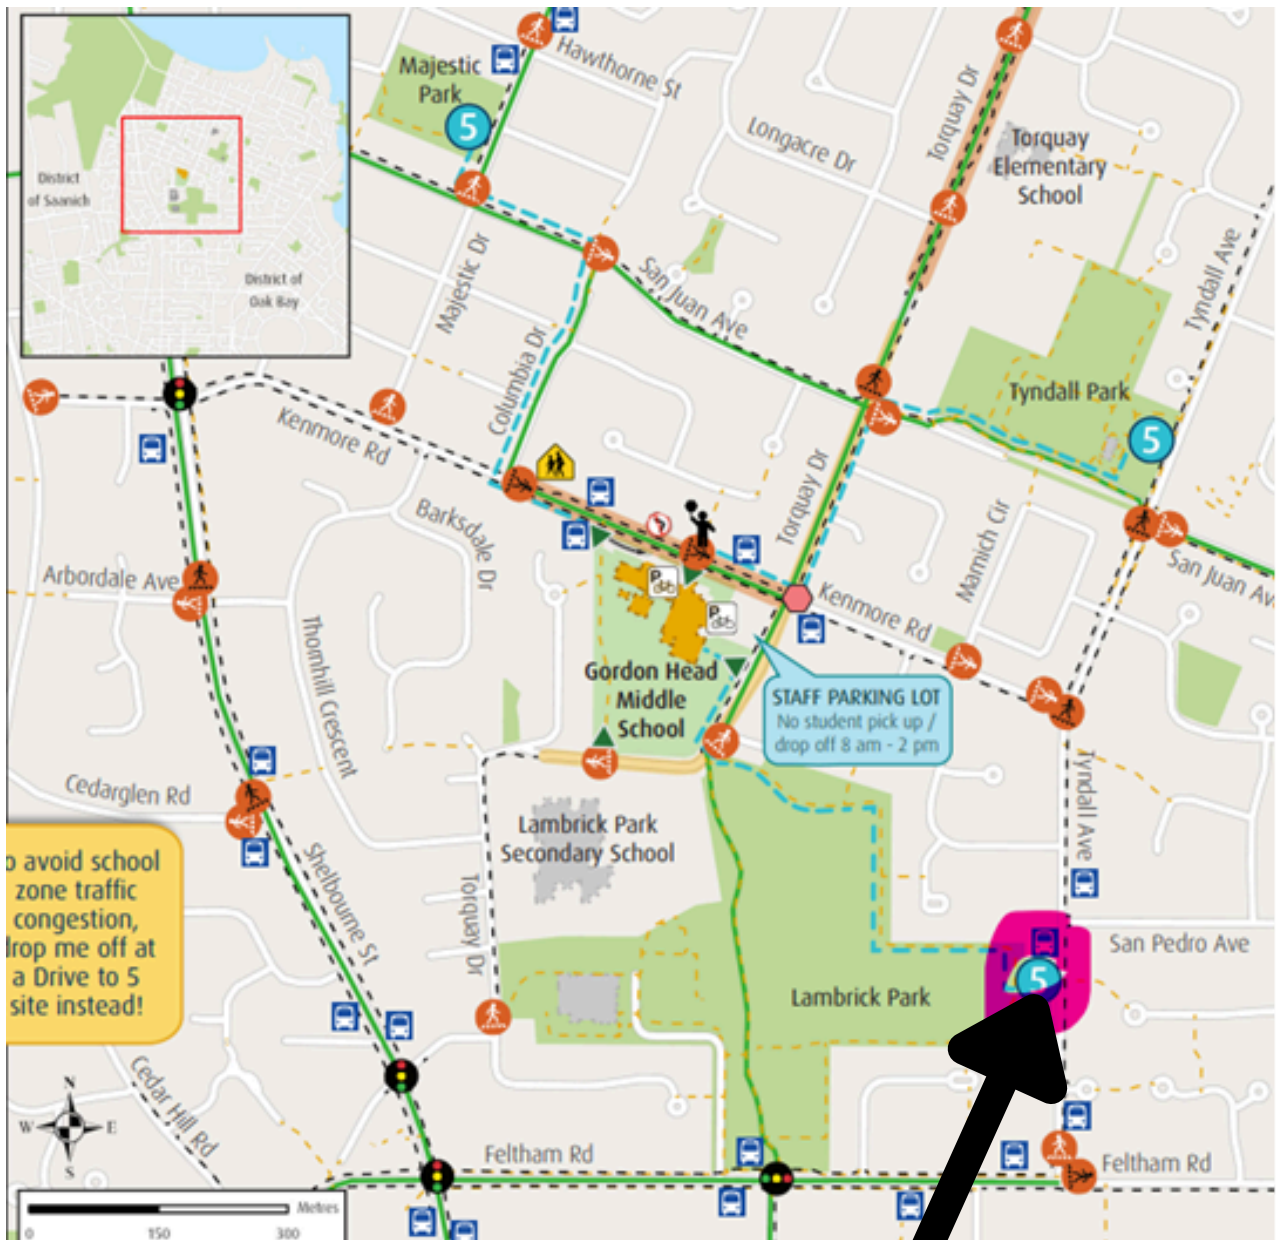 District
of Saanich
District of
Oak Bay
Majestic
Park
5
Hawthorne St
Longacre Dr
Torquay Dr
Torquay
Elementary
School
Majestic Dr
San Juan Ave
Tyndall Ave
Columbia Dr
Tyndall Park
5
Kenmore Rd
Torquay Dr
Barksdale Dr
Mamich Cir
San Juan Av
Arbordale Ave
Thornhill Crescent
P
P
Kenmore Rd
Gordon Head
Middle
School
STAFF PARKING LOT
No student pick up /
drop off 8 am - 2 pm
Cedarglen Rd
Lambrick Park
Secondary School
Tyndall Ave
o avoid school
zone traffic
congestion,
drop me off at
a Drive to 5
site instead!
Shelbourne St
Torquay Dr
San Pedro Ave
5
Lambrick Park
Cedar Hill Rd
N
W E
S
Feltham Rd
Feltham Rd
Metres
0 150 300